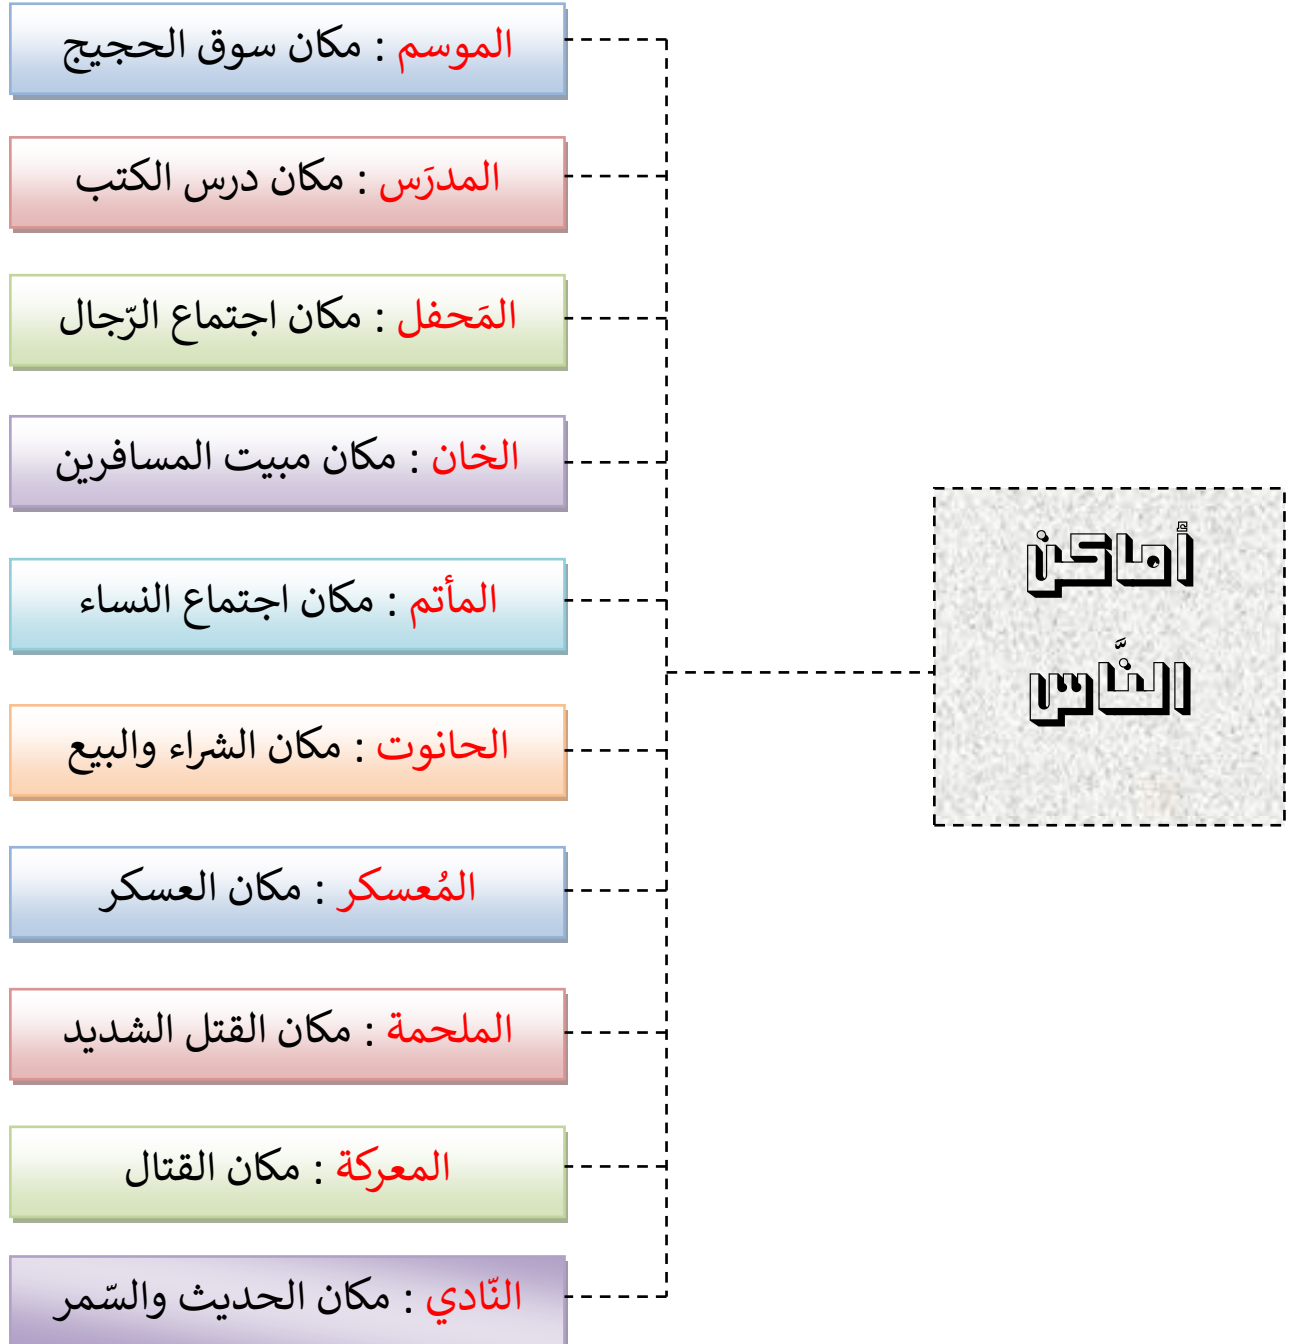 أماكن
النَّاس
الموسم : مكان سوق الحجيج
المدرَس : مكان درس الكتب
المَحفل : مكان اجتماع الرّجال
الخان : مكان مبيت المسافرين
المأتم : مكان اجتماع النساء
الحانوت : مكان الشراء والبيع
المُعسكر : مكان العسكر
الملحمة : مكان القتل الشديد
المعركة : مكان القتال
النّادي : مكان الحديث والسّمر